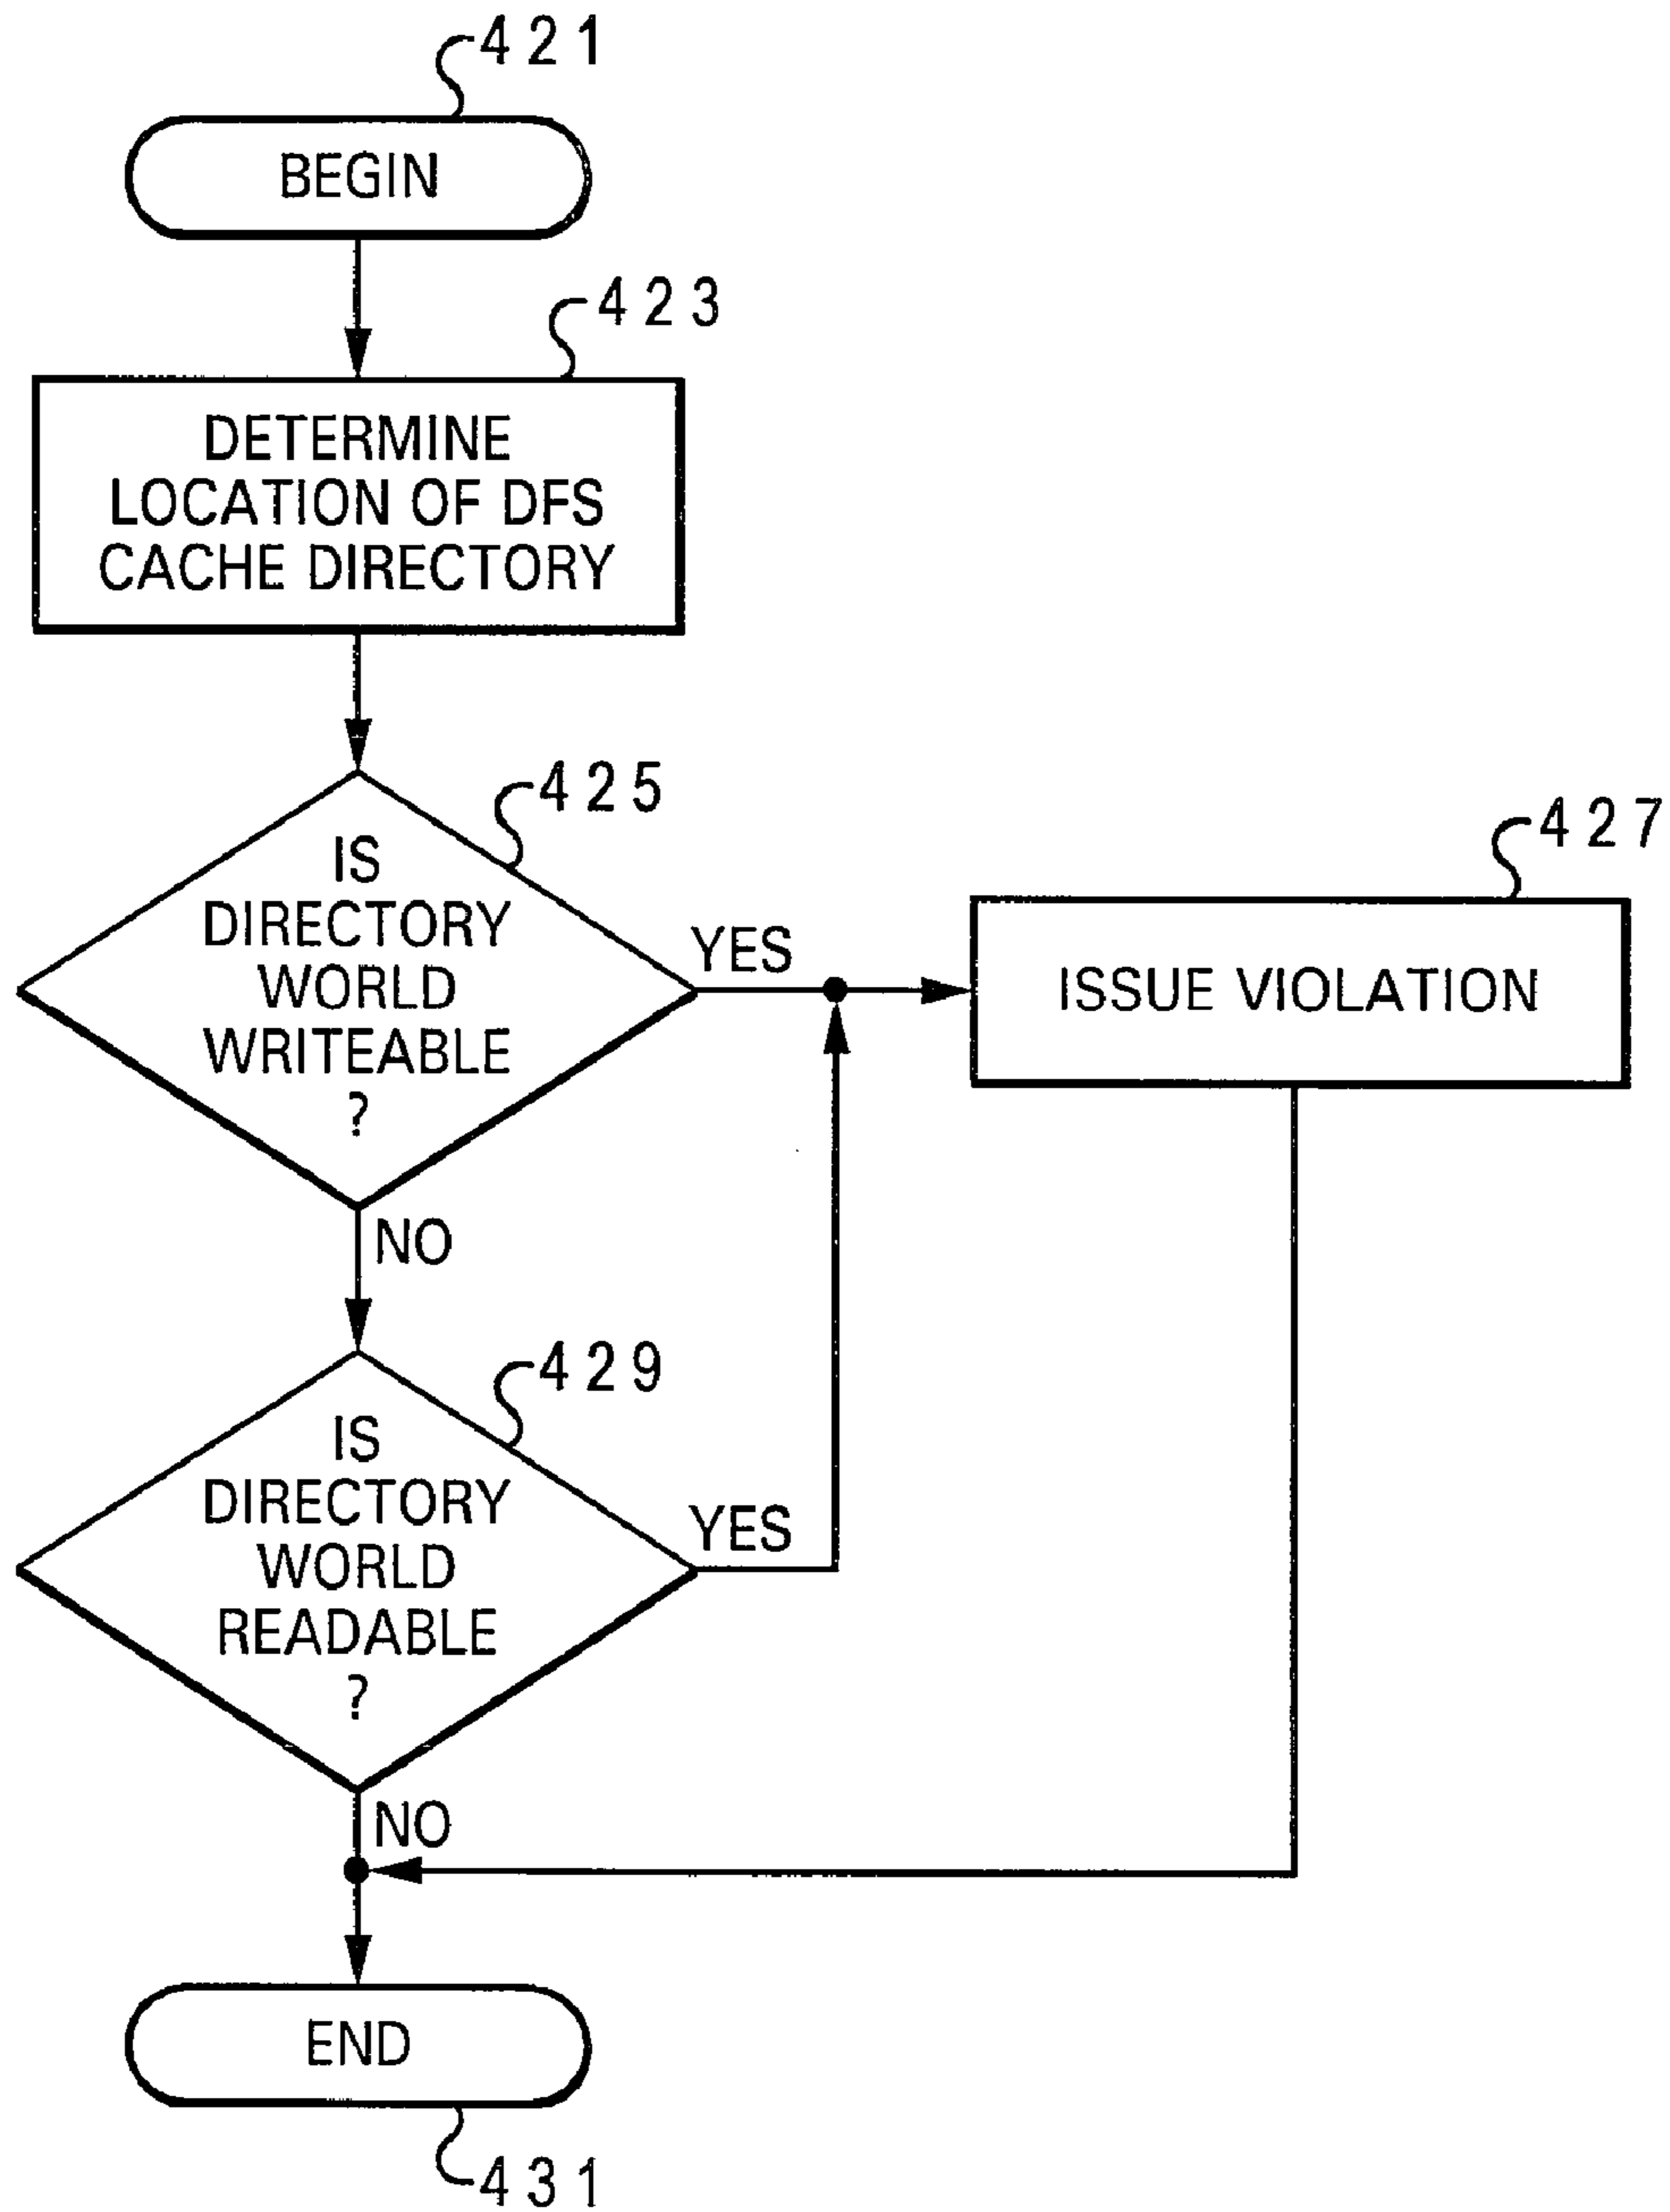 421
BEGIN
423
DETERMINE
LOCATION OF DFS
CACHE DIRECTORY
425
IS
DIRECTORY
WORLD
WRITEABLE
?
YES
NO
427
ISSUE VIOLATION
429
IS
DIRECTORY
WORLD
READABLE
?
YES
NO
END
431